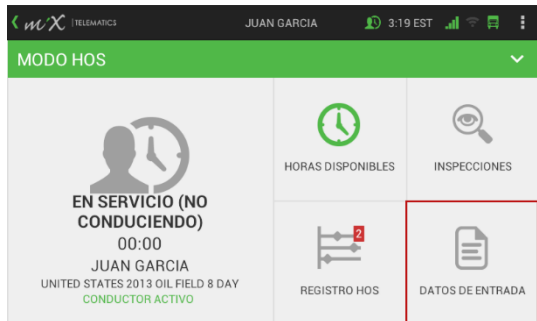 mix TELEMATICS JUAN GARCIA 3:19 EST
MODO HOS
EN SERVICIO (NO
CONDUCIENDO)
00:00
JUAN GARCIA
UNITED STATES 2013 OIL FIELD 8 DAY
CONDUCTOR ACTIVO
HORAS DISPONIBLES
INSPECCIONES
2
REGISTRO HOS
DATOS DE ENTRADA